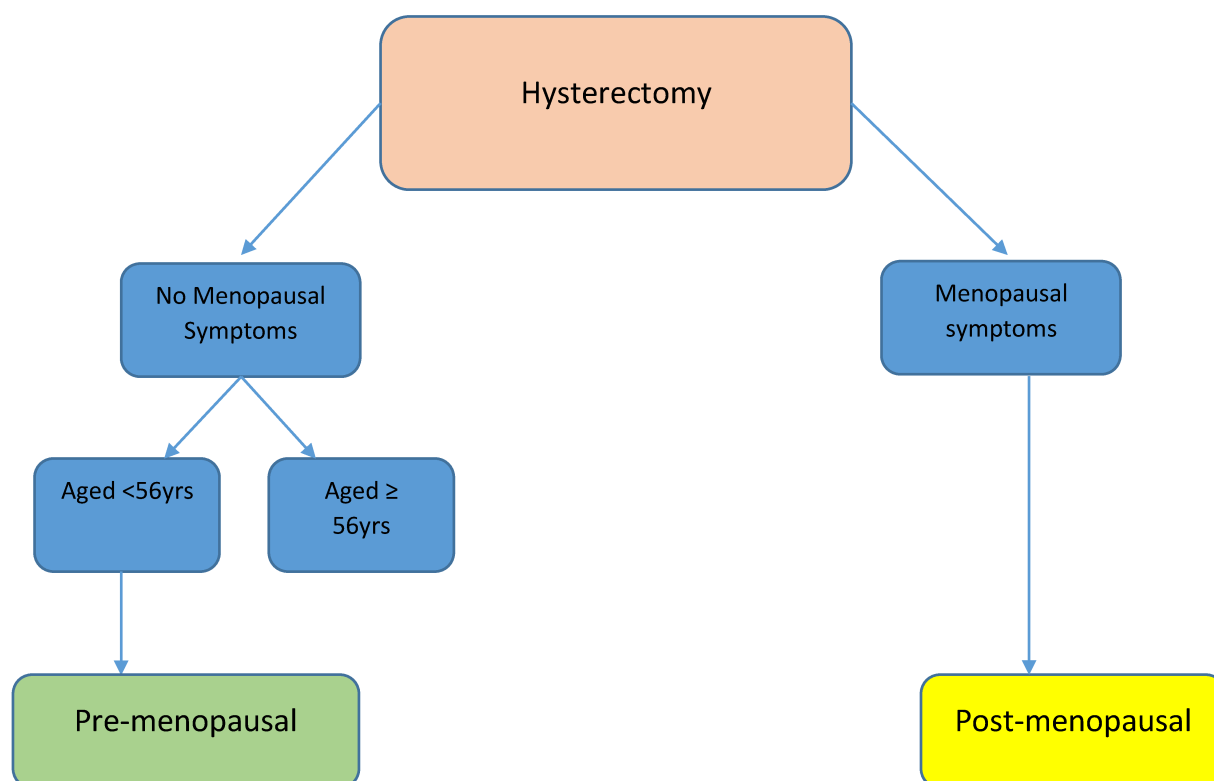 Hysterectomy
No Menopausal
Symptoms
Menopausal
symptoms
Aged <56yrs
Aged ≥
56yrs
Pre-menopausal
Post-menopausal